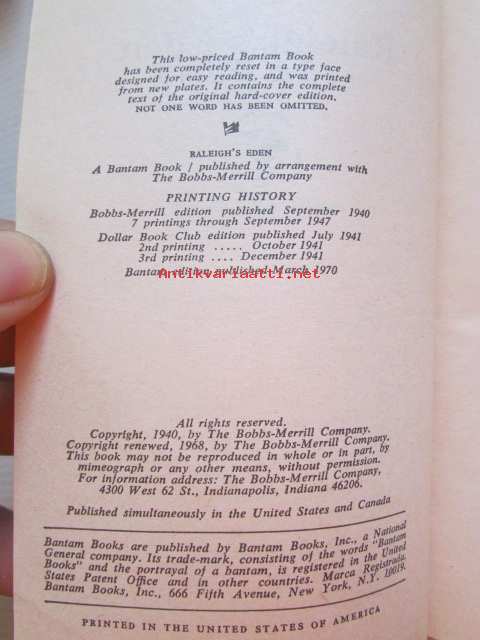 This low-priced Bantam Book
has been completely reset in a type face
designed for easy reading, and was printed
from new plates. It contains the complete
text of the original hard-cover edition.
NOT ONE WORD HAS BEEN OMITTED.
RALEIGH'S EDEN
A Bantam Book / published by arrangement with
The Bobbs-Merrill Company
PRINTING HISTORY
Bobbs-Merrill edition published September 1940
7 printings through September 1947
Dollar Book Club edition published July 1941
2nd printing ..... October 1941
3rd printing .... December 1941
Bantam edition published March 1970
Antikvariaatti.net
All rights reserved.
Copyright, 1940, by The Bobbs-Merrill Company.
Copyright renewed, 1968, by The Bobbs-Merrill Company.
This book may not be reproduced in whole or in part, by
mimeograph or any other means, without permission.
For information address: The Bobbs-Merrill Company,
4300 West 62 St., Indianapolis, Indiana 46206.
Published simultaneously in the United States and Canada
Bantam Books are published by Bantam Books, Inc., a National
General company. Its trade-mark, consisting of the words "Bantam
Books" and the portrayal of a bantam, is registered in the United
States Patent Office and in other countries. Marca Registrada.
Bantam Books, Inc., 666 Fifth Avenue, New York, N.Y. 10019.
PRINTED IN THE UNITED STATES OF AMERICA